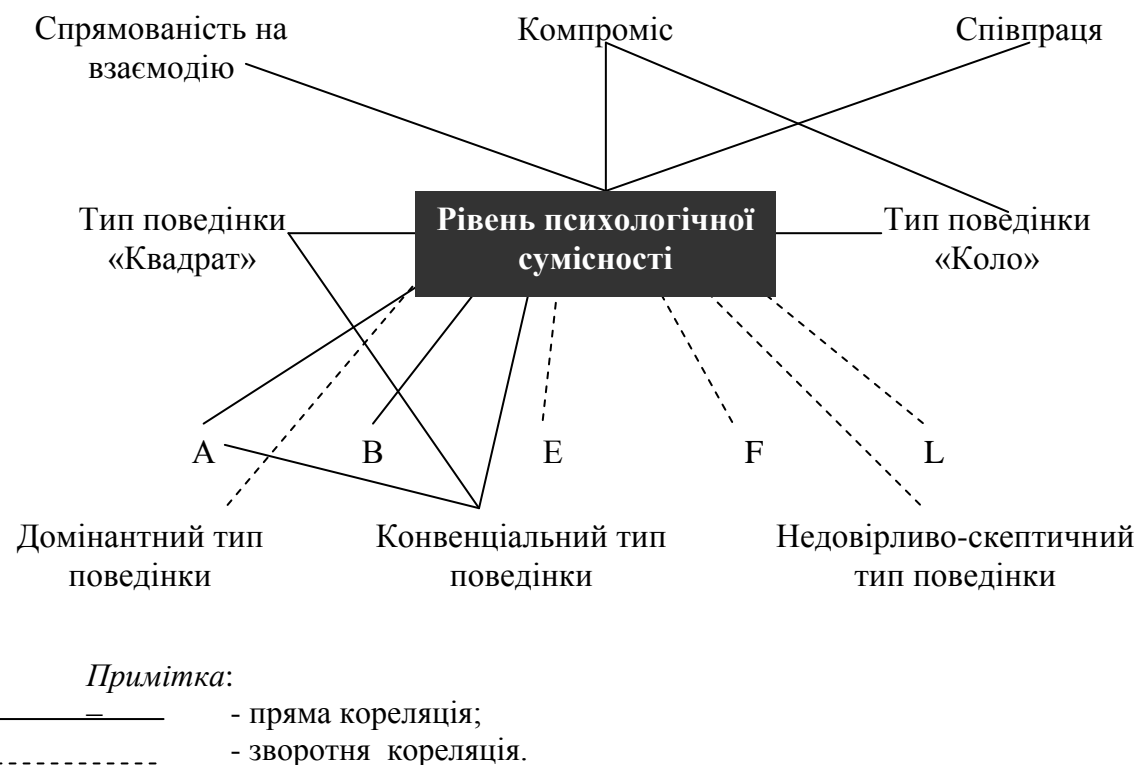 Спрямованість на
взаємодію
Компроміс
Співпраця
Тип поведінки
«Квадрат»
Рівень психологічної
сумісності
Тип поведінки
«Коло»
A
B
E
F
L
Домінантний тип
поведінки
Конвенціальний тип
поведінки
Недовірливо-скептичний
тип поведінки
Примітка:
– - пряма кореляція;
- зворотня кореляція.